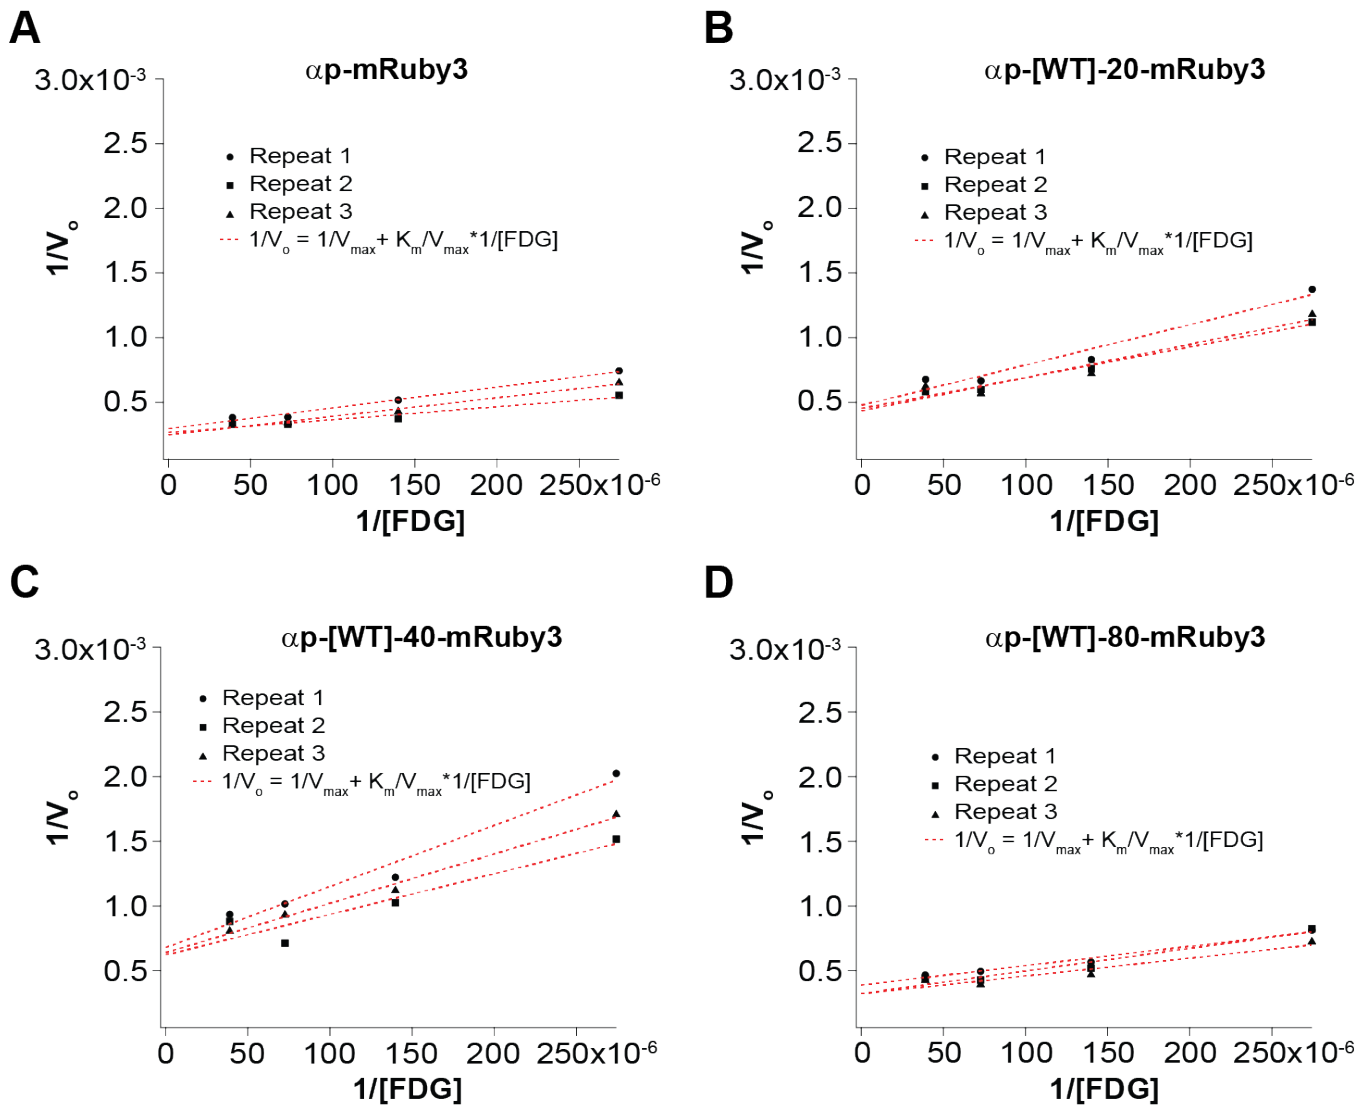 A
αp-mRuby3
3.0x10-3
2.5
2.0
1.5
1.0
0.5
1/Vo
Repeat 1
Repeat 2
Repeat 3
1/Vo = 1/Vmax+ Km/Vmax*1/[FDG]
0 50 100 150 200 250x10-6
1/[FDG]
B
αp-[WT]-20-mRuby3
3.0x10-3
2.5
2.0
1.5
1.0
0.5
1/Vo
Repeat 1
Repeat 2
Repeat 3
1/Vo = 1/Vmax+ Km/Vmax*1/[FDG]
0 50 100 150 200 250x10-6
1/[FDG]
C
αp-[WT]-40-mRuby3
3.0x10-3
2.5
2.0
1.5
1.0
0.5
1/Vo
Repeat 1
Repeat 2
Repeat 3
1/Vo = 1/Vmax+ Km/Vmax*1/[FDG]
0 50 100 150 200 250x10-6
1/[FDG]
D
αp-[WT]-80-mRuby3
3.0x10-3
2.5
2.0
1.5
1.0
0.5
1/Vo
Repeat 1
Repeat 2
Repeat 3
1/Vo = 1/Vmax+ Km/Vmax*1/[FDG]
0 50 100 150 200 250x10-6
1/[FDG]